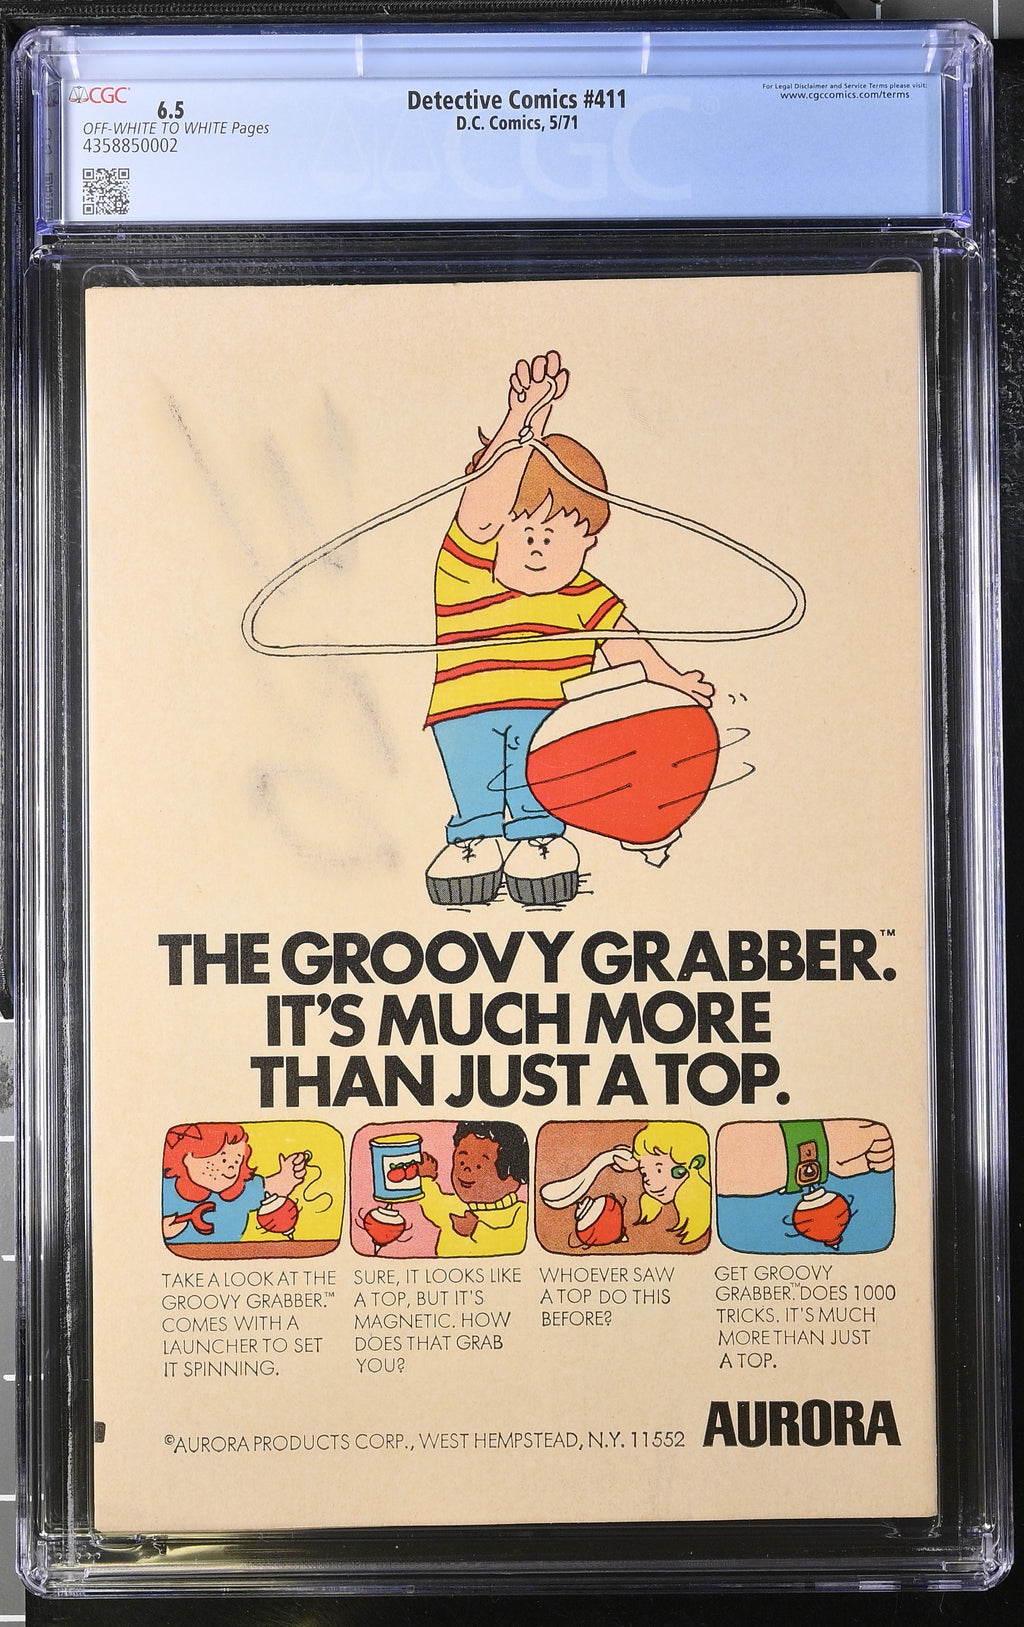 CGC
6.5
OFF-WHITE TO WHITE Pages
4358850002
Detective Comics #411
D.C. Comics, 5/71
For Legal Disclaimer and Service Terms please visit:
www.cgccomics.com/terms
CGC
THE GROOVY GRABBER.™
IT'S MUCH MORE
THAN JUST A TOP.
TAKE A LOOK AT THE
GROOVY GRABBER.™
COMES WITH A
LAUNCHER TO SET
IT SPINNING.
SURE, IT LOOKS LIKE
A TOP, BUT IT'S
MAGNETIC. HOW
DOES THAT GRAB
YOU?
WHOEVER SAW
A TOP DO THIS
BEFORE?
GET GROOVY
GRABBER.™ DOES 1000
TRICKS. IT'S MUCH
MORE THAN JUST
A TOP.
©AURORA PRODUCTS CORP., WEST HEMPSTEAD, N.Y. 11552
AURORA